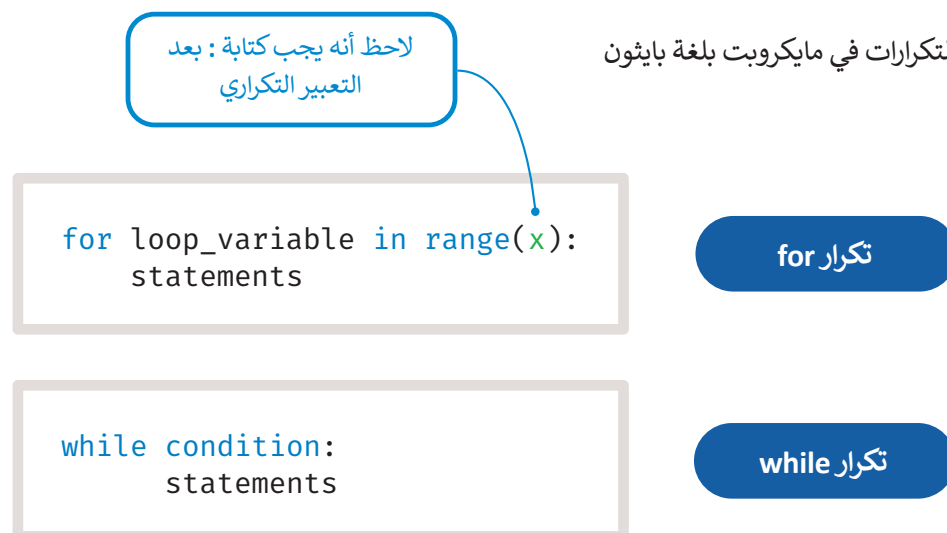 لتكرارات في مايكروبت بلغة بايثون
لاحظ أنه يجب كتابة : بعد
التعبير التكراري
تكرار for
for loop_variable in range(x):
    statements
تكرار while
while condition:
    statements